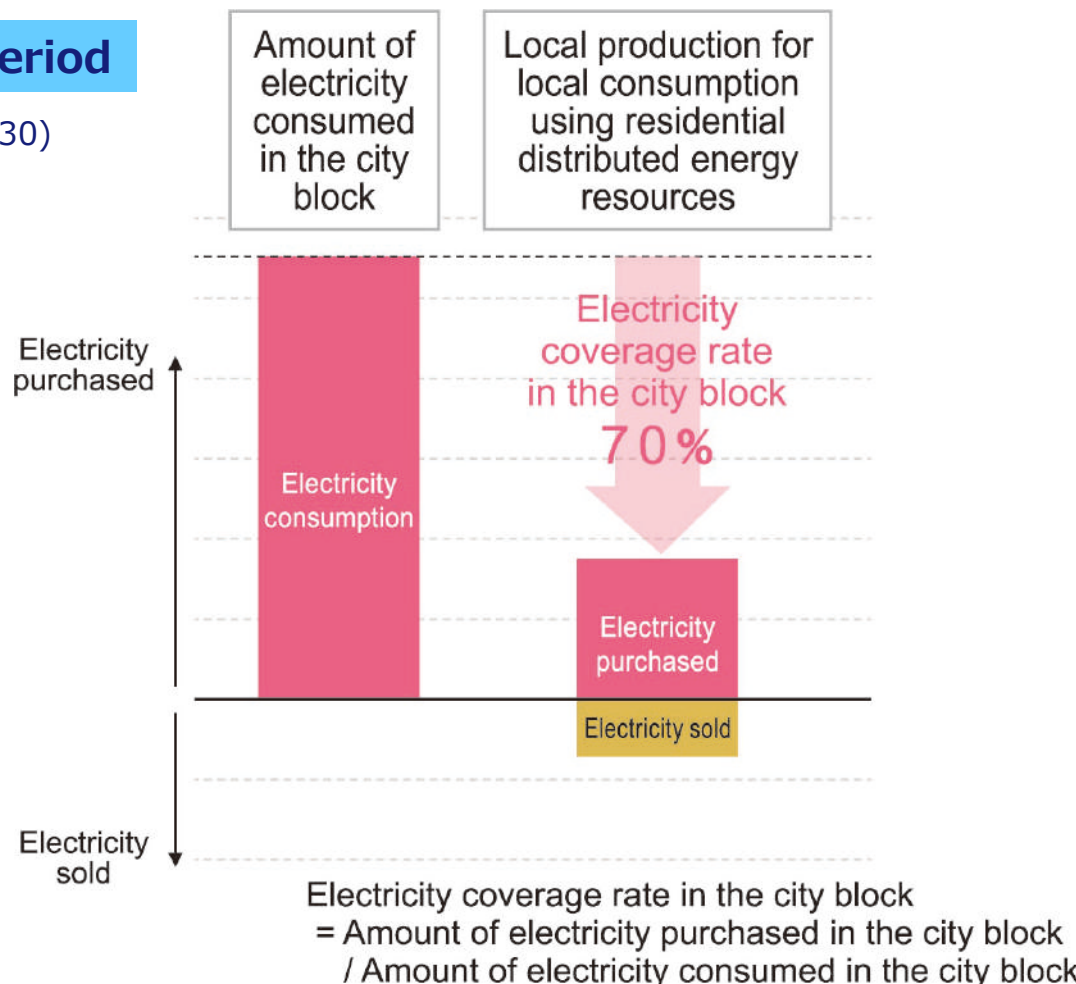 eriod
30)
Amount of
electricity
consumed
in the city
block
Local production for
local consumption
using residential
distributed energy
resources
Electricity
purchased
Electricity
coverage rate
in the city block
70%
Electricity
consumption
Electricity
purchased
Electricity sold
Electricity
sold
Electricity coverage rate in the city block
= Amount of electricity purchased in the city block
/ Amount of electricity consumed in the city block